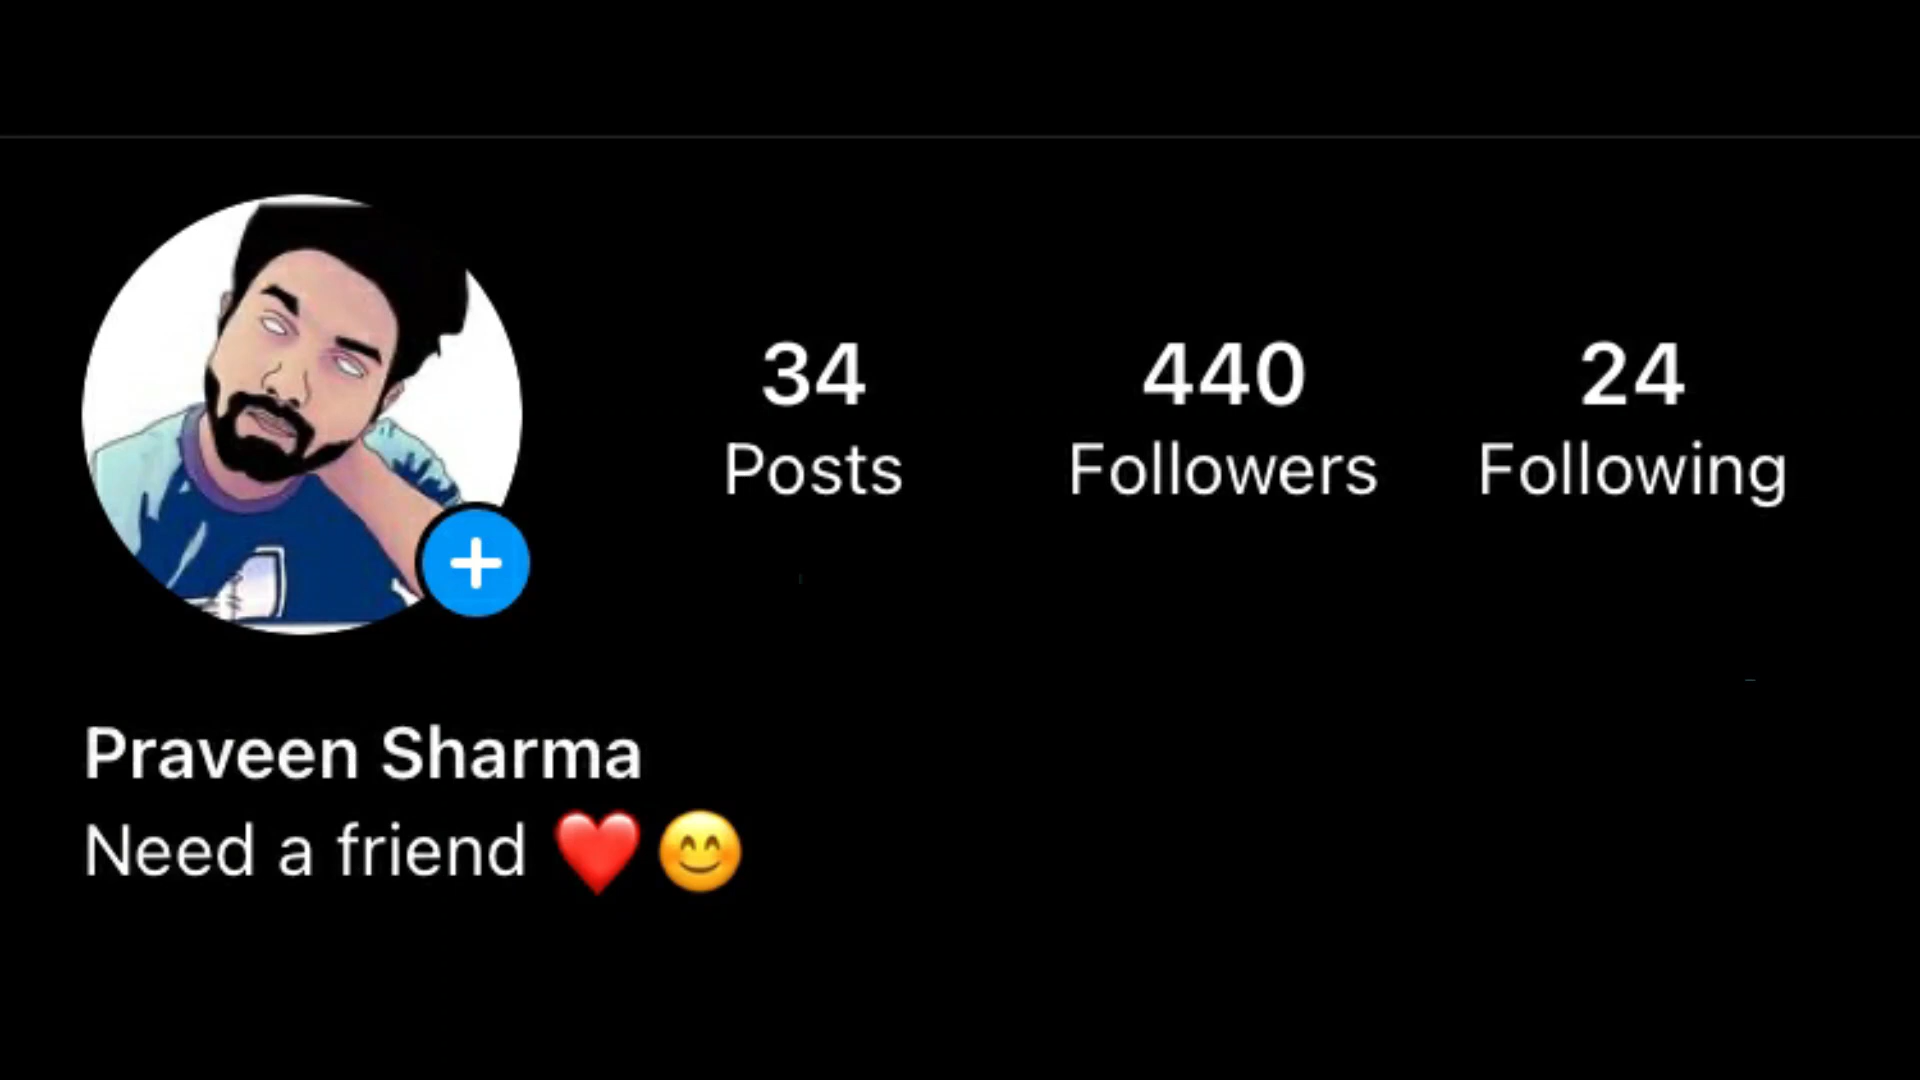 34 440 24
Posts Followers Following
Praveen Sharma
Need a friend ❤️😊